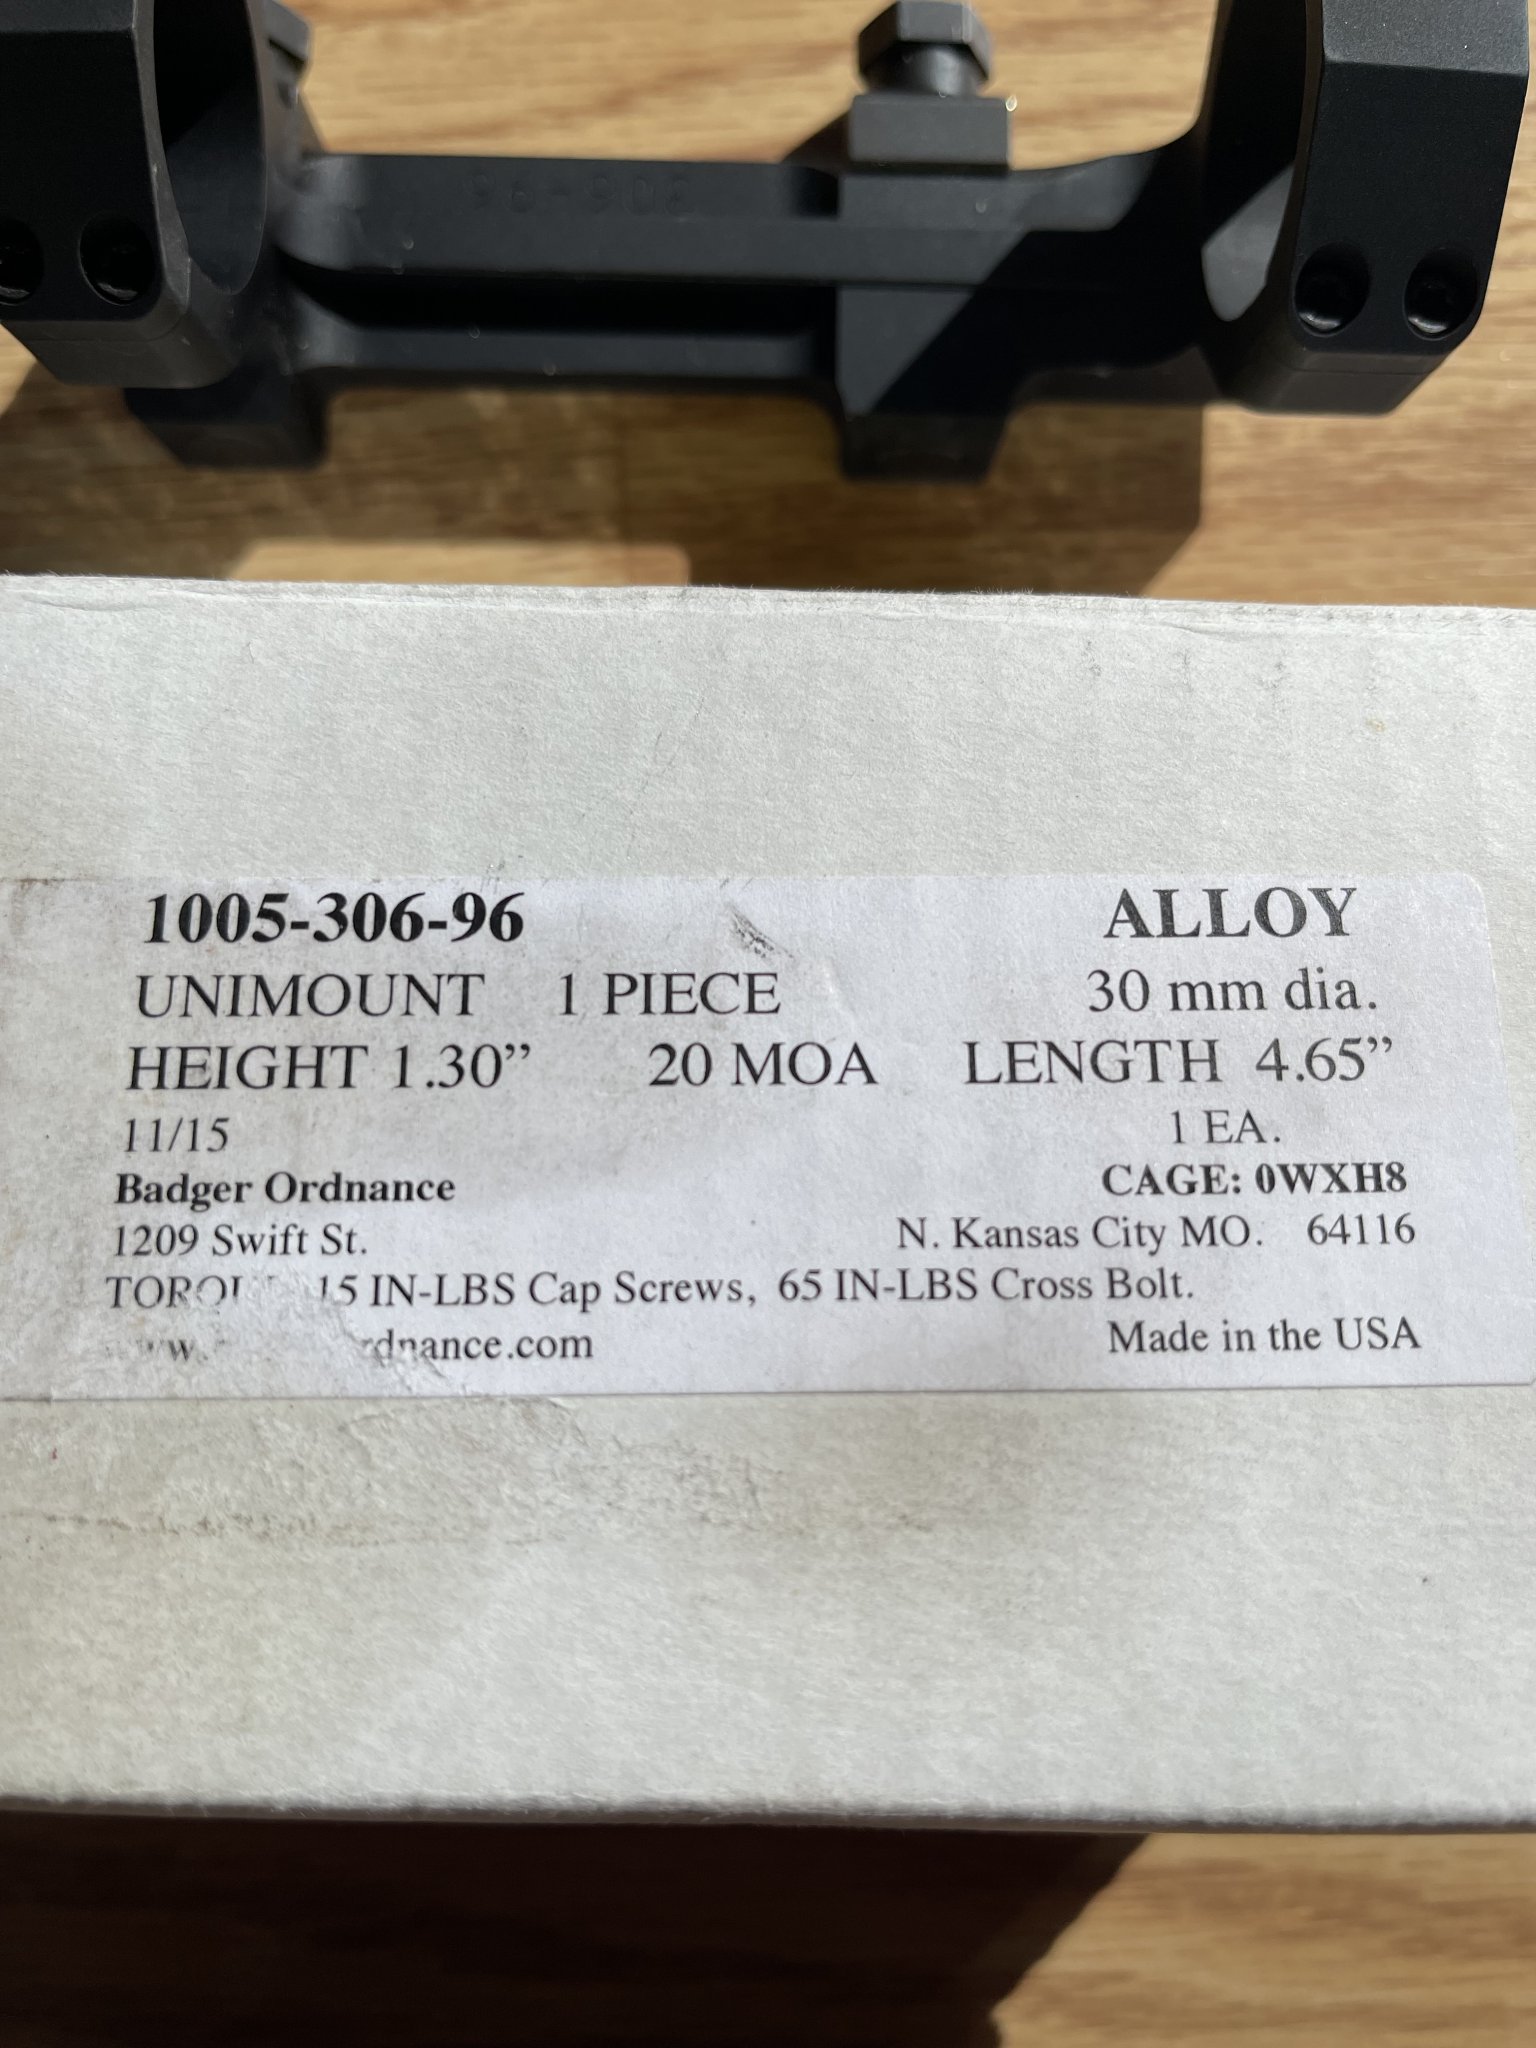 306-96
1005-306-96 ALLOY
UNIMOUNT 1 PIECE 30 mm dia.
HEIGHT 1.30” 20 MOA LENGTH 4.65”
11/15 1 EA.
Badger Ordnance CAGE: 0WXH8
1209 Swift St. N. Kansas City MO. 64116
15 IN-LBS Cap Screws, 65 IN-LBS Cross Bolt.
Made in the USA